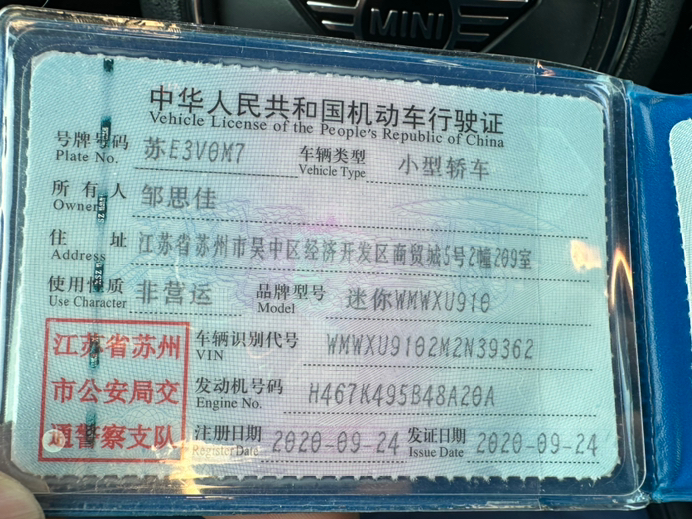 MINI
中华人民共和国机动车行驶证
Vehicle License of the People's Republic of China
号牌号码 苏E3V0M7 车辆类型 小型轿车
Plate No. Vehicle Type
所有人 邹思佳
Owner
住址 江苏省苏州市吴中区经济开发区商贸城5号2幢209室
Address
使用性质 非营运 品牌型号 迷你WMWXU910
Use Character Model
江苏省苏州
市公安局交
通警察支队
车辆识别代号 WMWXU9102M2N39362
VIN
发动机号码 H467K495B48A20A
Engine No.
注册日期 2020-09-24 发证日期 2020-09-24
Register Date Issue Date